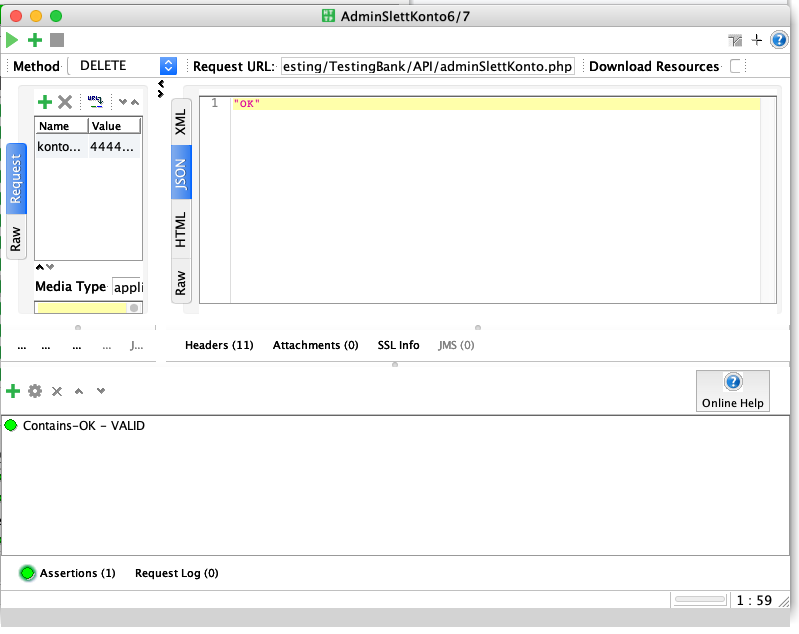 AdminSlettKonto6/7
Method DELETE Request URL: esting/TestingBank/API/adminSlettKonto.php Download Resources
Name Value
konto... 4444...
Request
Raw
Media Type appli
XML
JSON
HTML
Raw
1 "OK"
... ... ... ... J...
Headers (11) Attachments (0) SSL Info JMS (0)
Online Help
Contains-OK - VALID
Assertions (1) Request Log (0)
1 : 59